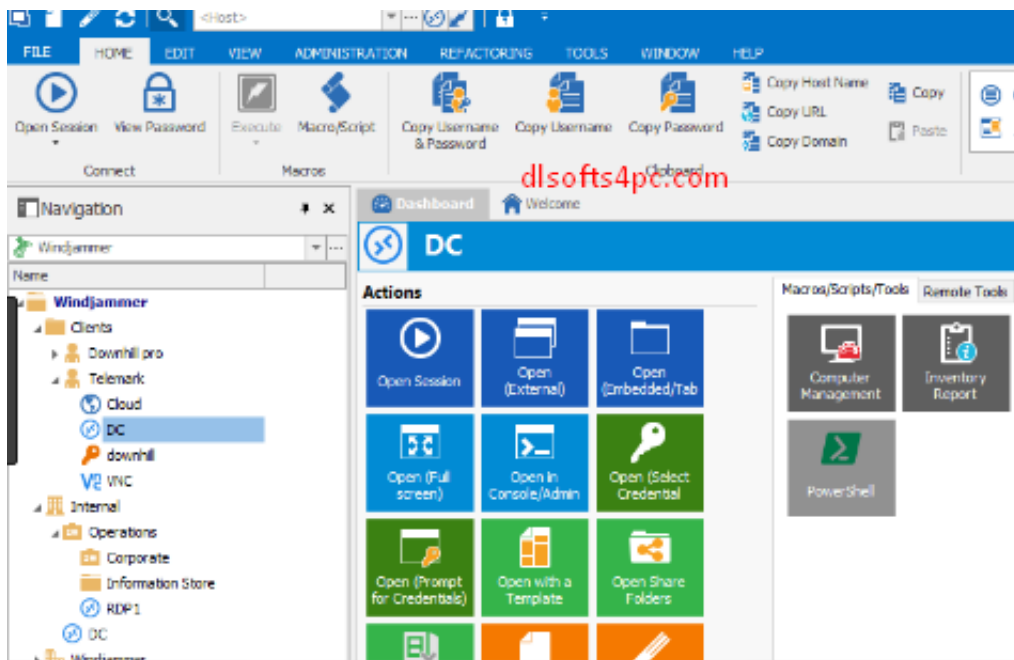 <Host>
FILE HOME EDIT VIEW ADMINISTRATION REFACTORING TOOLS WINDOW HELP
Open Session View Password Execute Macro/Script Copy Username & Password Copy Username Copy Password
Copy Host Name
Copy URL
Copy Domain
Copy
Paste
Connect Macros Clipboard
dlsofts4pc.com
Navigation
Dashboard Welcome
Windjammer
DC
Name
Windjammer
Clients
Downhill pro
Telemark
Cloud
DC
downhill
VNC
Internal
Operations
Corporate
Information Store
RDP1
DC
Windjammer
Actions
Open Session
Open
(External)
Open
(Embedded/Tab
Open (Full
screen)
Open in
Console/Admin
Open (Select
Credential
Open (Prompt
for Credentials)
Open with a
Template
Open Share
Folders
Macros/Scripts/Tools Remote Tools
Computer
Management
Inventory
Report
PowerShell